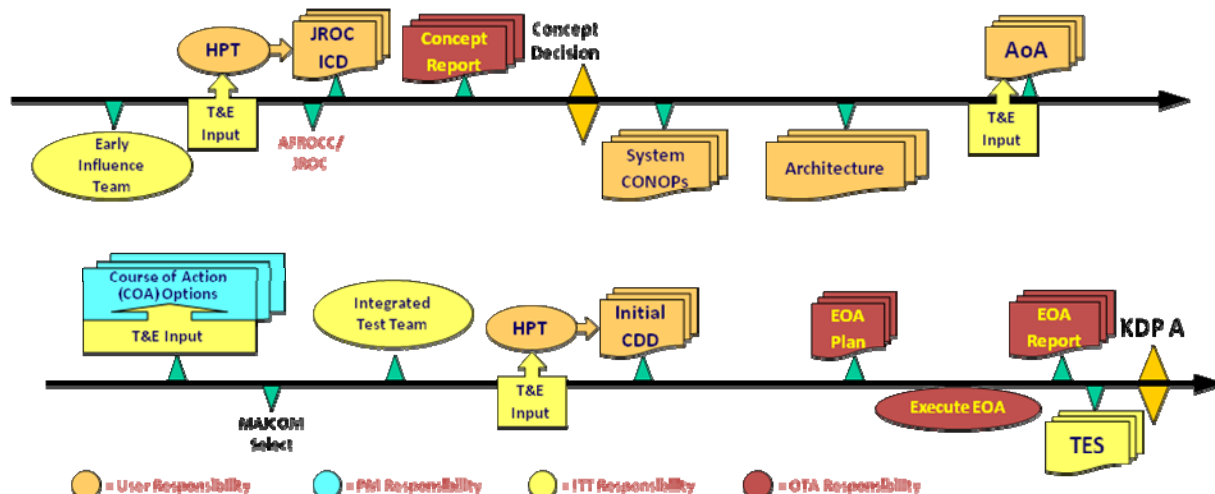 HPT
JROC
ICD
Concept
Report
Concept
Decision
AoA
T&E
Input
Early
Influence
Team
AFROCC/
JROC
System
CONOPs
Architecture
T&E
Input
Course of Action
(COA) Options
T&E Input
Integrated
Test Team
HPT
Initial
CDD
EOA
Plan
EOA
Report
KDP A
MAJCOM
Select
T&E
Input
Execute EOA
TES
= User Responsibility
= PM Responsibility
= ITT Responsibility
= OTA Responsibility